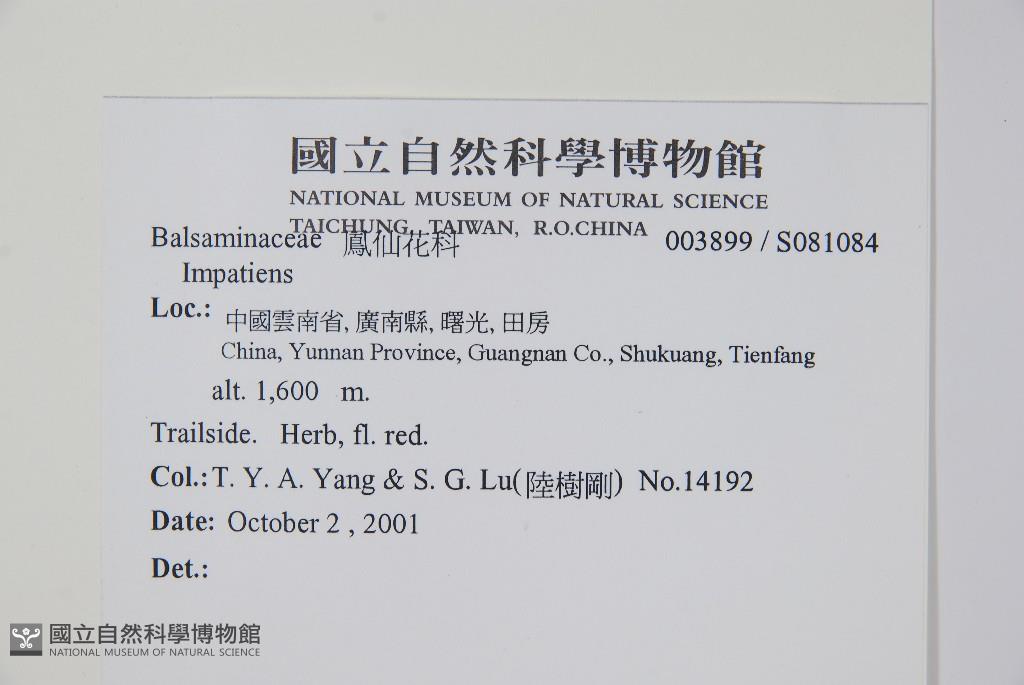 國立自然科學博物館
NATIONAL MUSEUM OF NATURAL SCIENCE
TAICHUNG, TAIWAN, R.O.CHINA
Balsaminaceae 鳳仙花科 003899 / S081084
Impatiens
Loc.: 中國雲南省, 廣南縣, 曙光, 田房
China, Yunnan Province, Guangnan Co., Shukuang, Tienfang
alt. 1,600 m.
Trailside. Herb, fl. red.
Col.: T. Y. A. Yang & S. G. Lu(陸樹剛) No.14192
Date: October 2 , 2001
Det.:
國立自然科學博物館
NATIONAL MUSEUM OF NATURAL SCIENCE